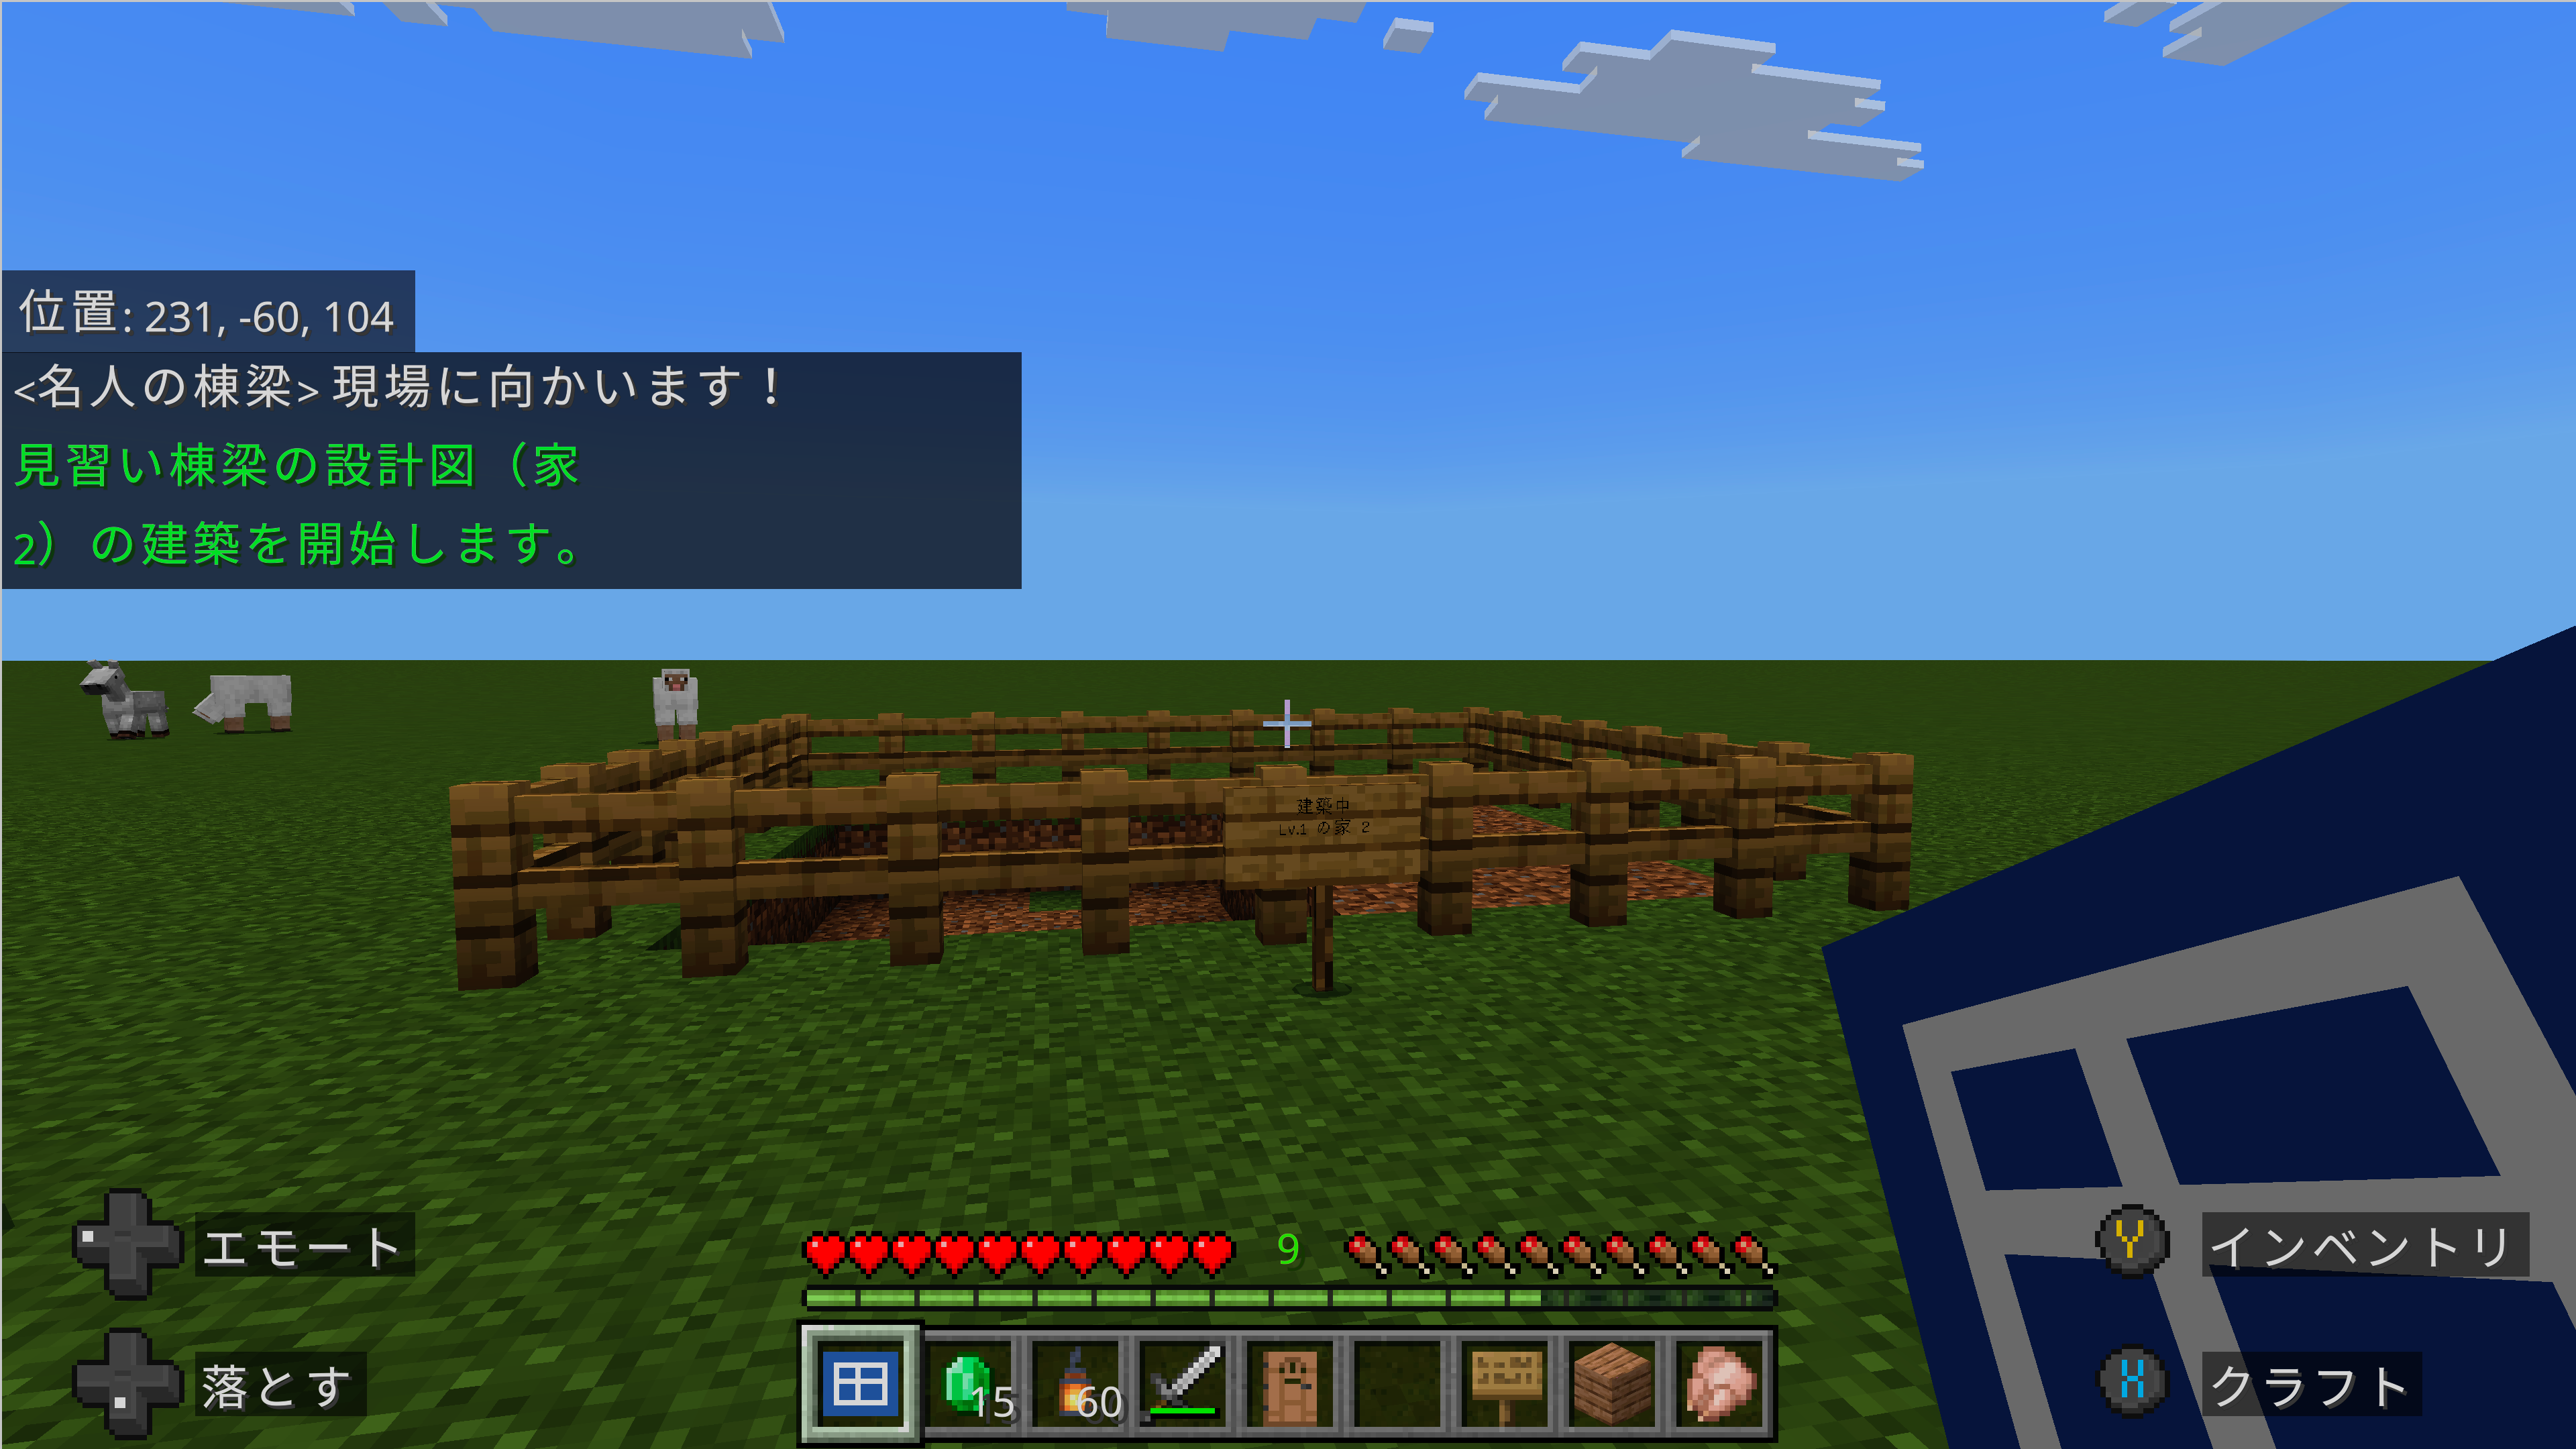 位置: 231, -60, 104
<名人の棟梁> 現場に向かいます！
見習い棟梁の設計図（家
2）の建築を開始します。
建築中
Lv.1 の家 2
エモート
落とす
9
15
60
Y
インベントリ
X
クラフト